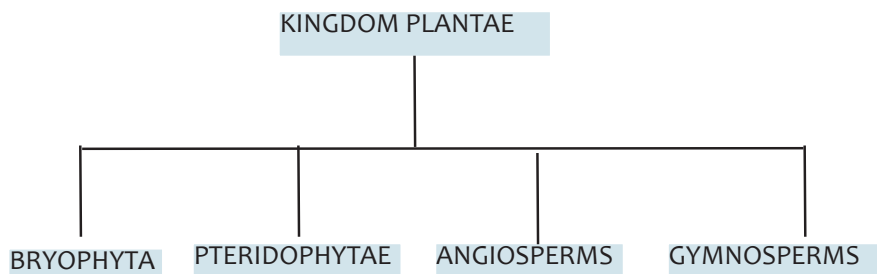 KINGDOM PLANTAE
BRYOPHYTA
PTERIDOPHYTAE
ANGIOSPERMS
GYMNOSPERMS